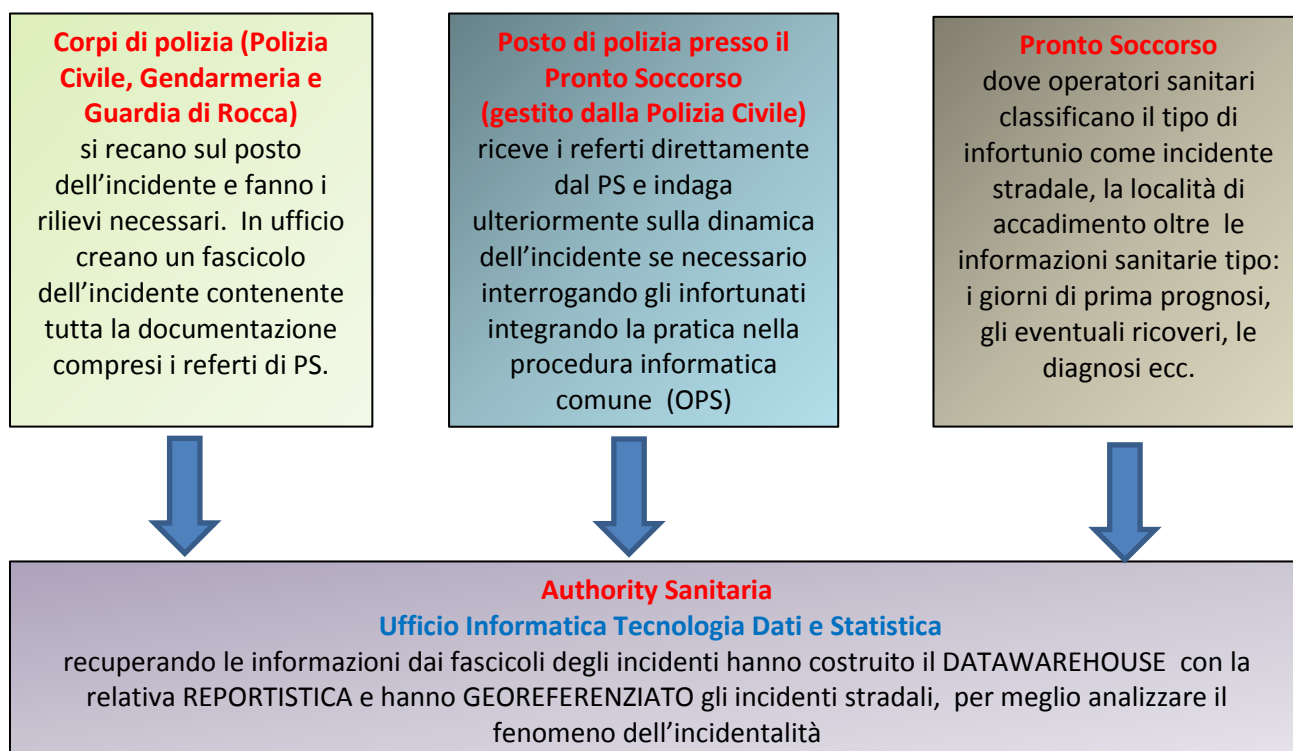 Corpi di polizia (Polizia
Civile, Gendarmeria e
Guardia di Rocca)
si recano sul posto
dell’incidente e fanno i
rilievi necessari. In ufficio
creano un fascicolo
dell’incidente contenente
tutta la documentazione
compresi i referti di PS.
Posto di polizia presso il
Pronto Soccorso
(gestito dalla Polizia Civile)
riceve i referti direttamente
dal PS e indaga
ulteriormente sulla dinamica
dell’incidente se necessario
interrogando gli infortunati
integrando la pratica nella
procedura informatica
comune (OPS)
Pronto Soccorso
dove operatori sanitari
classificano il tipo di
infortunio come incidente
stradale, la località di
accadimento oltre le
informazioni sanitarie tipo:
i giorni di prima prognosi,
gli eventuali ricoveri, le
diagnosi ecc.
Authority Sanitaria
Ufficio Informatica Tecnologia Dati e Statistica
recuperando le informazioni dai fascicoli degli incidenti hanno costruito il DATAWAREHOUSE con la
relativa REPORTISTICA e hanno GEOREFERENZIATO gli incidenti stradali, per meglio analizzare il
fenomeno dell’incidentalità